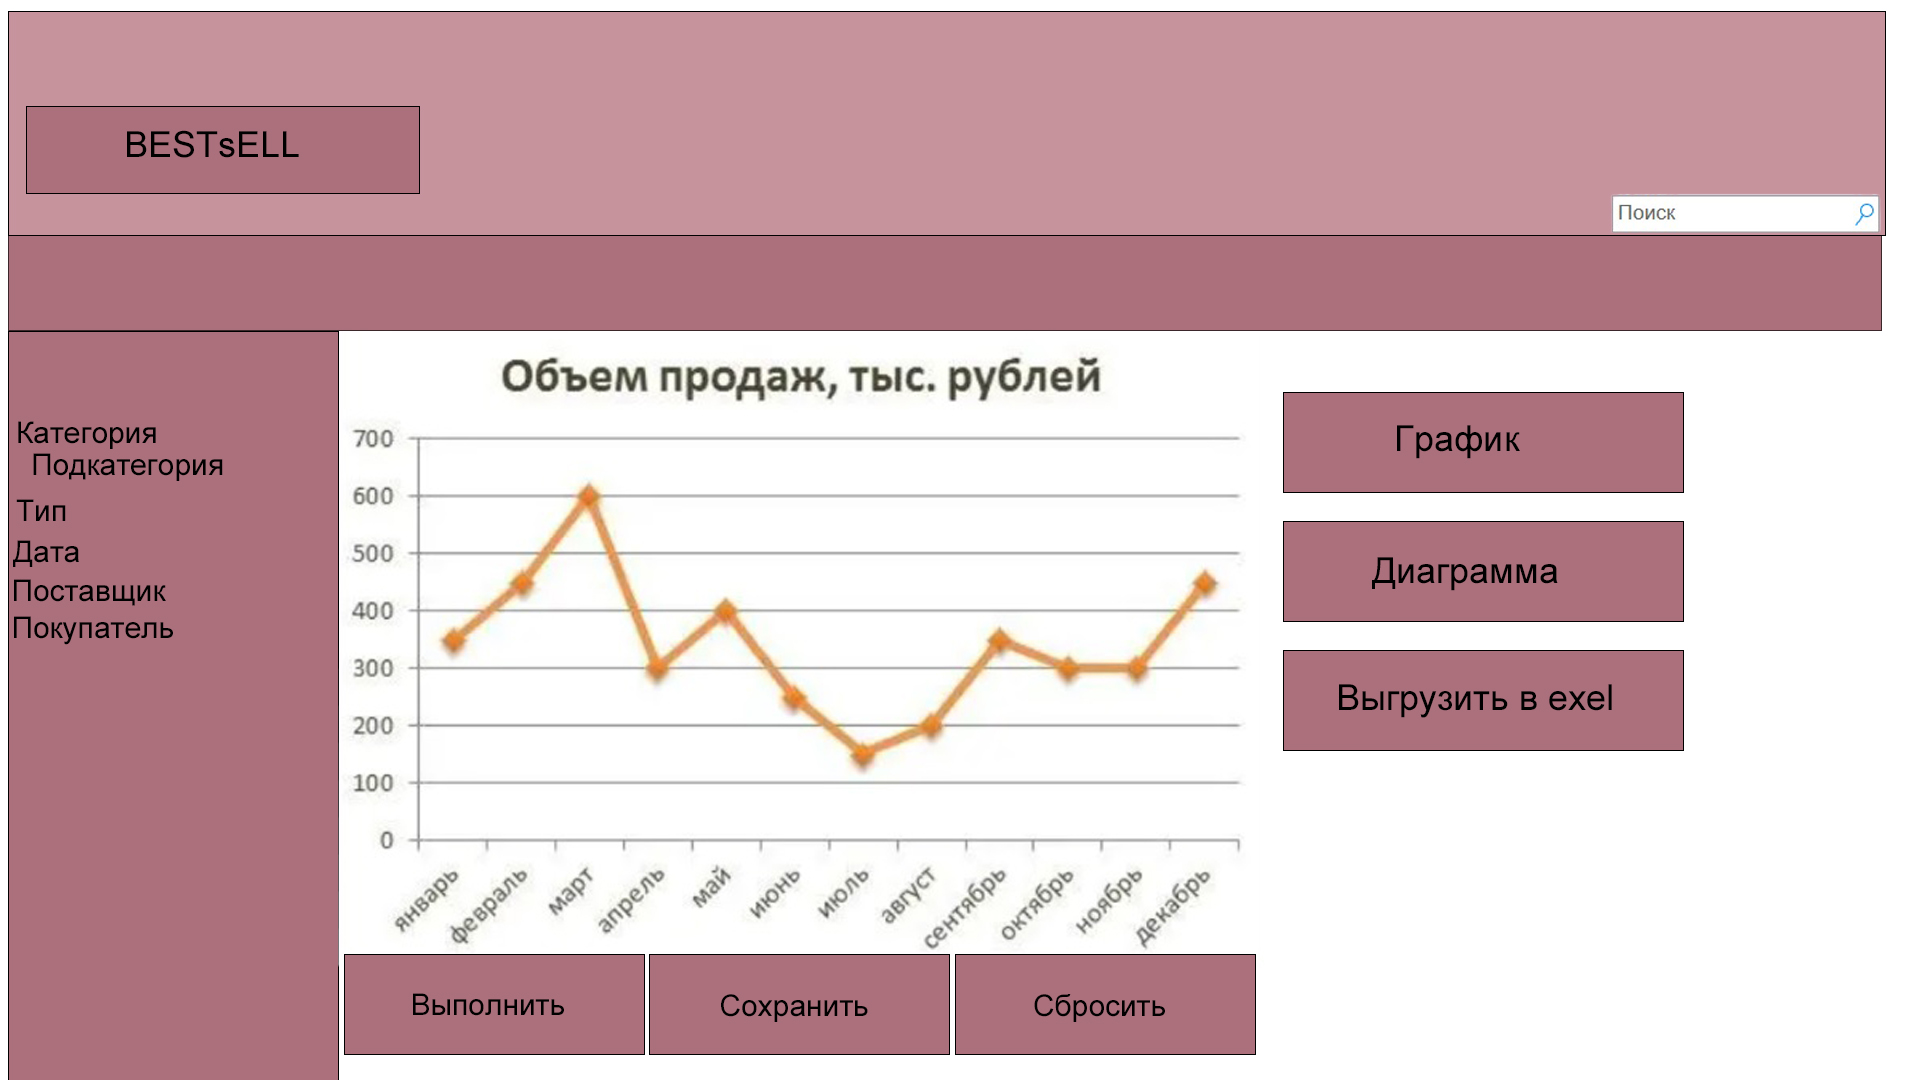 BESTsELL
Поиск
Категория
Подкатегория
Тип
Дата
Поставщик
Покупатель
Объем продаж, тыс. рублей
700
600
500
400
300
200
100
0
январь
февраль
март
апрель
май
июнь
июль
август
сентябрь
октябрь
ноябрь
декабрь
График
Диаграмма
Выгрузить в exel
Выполнить
Сохранить
Сбросить